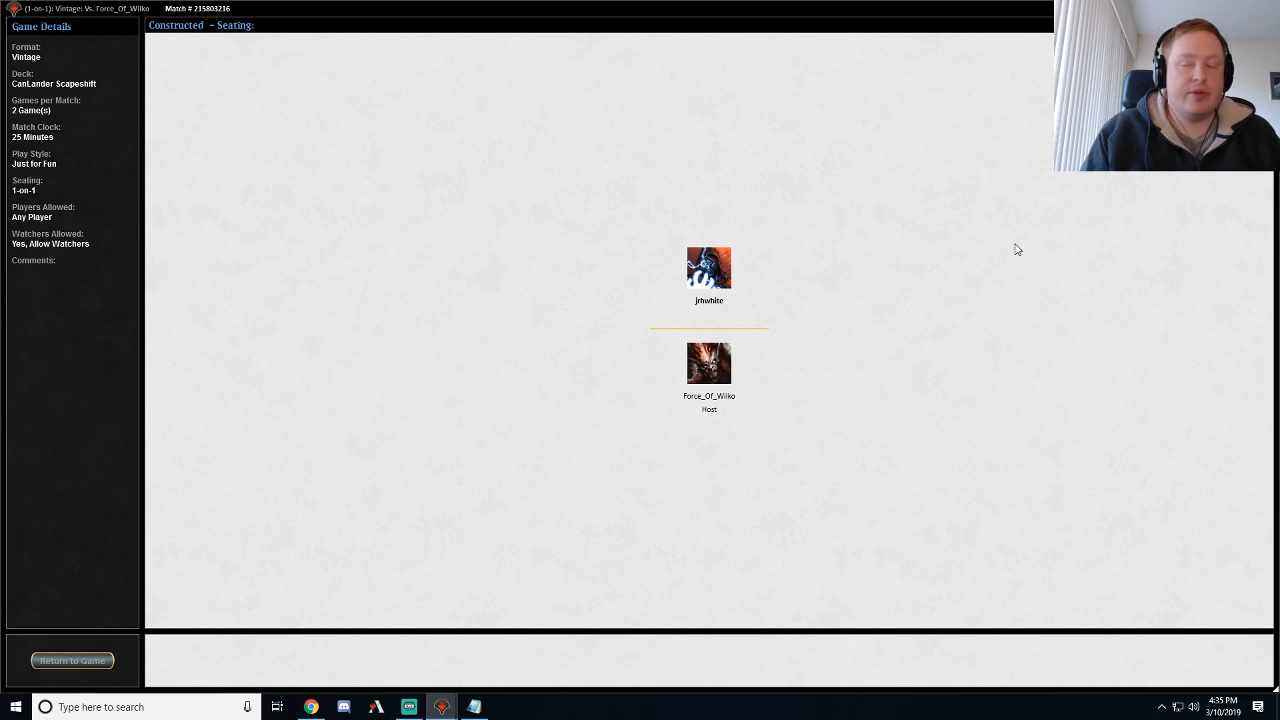 (1-on-1): Vintage: Vs. Force_Of_Wilko Match # 215803216
Game Details
Format:
Vintage
Deck:
CanLander Scapeshift
Games per Match:
2 Game(s)
Match Clock:
25 Minutes
Play Style:
Just for Fun
Seating:
1-on-1
Players Allowed:
Any Player
Watchers Allowed:
Yes, Allow Watchers
Comments:
Return to Game
Constructed - Seating:
jrhwhite
Force_Of_Wilko
Host
Type here to search
4:35 PM
3/10/2019